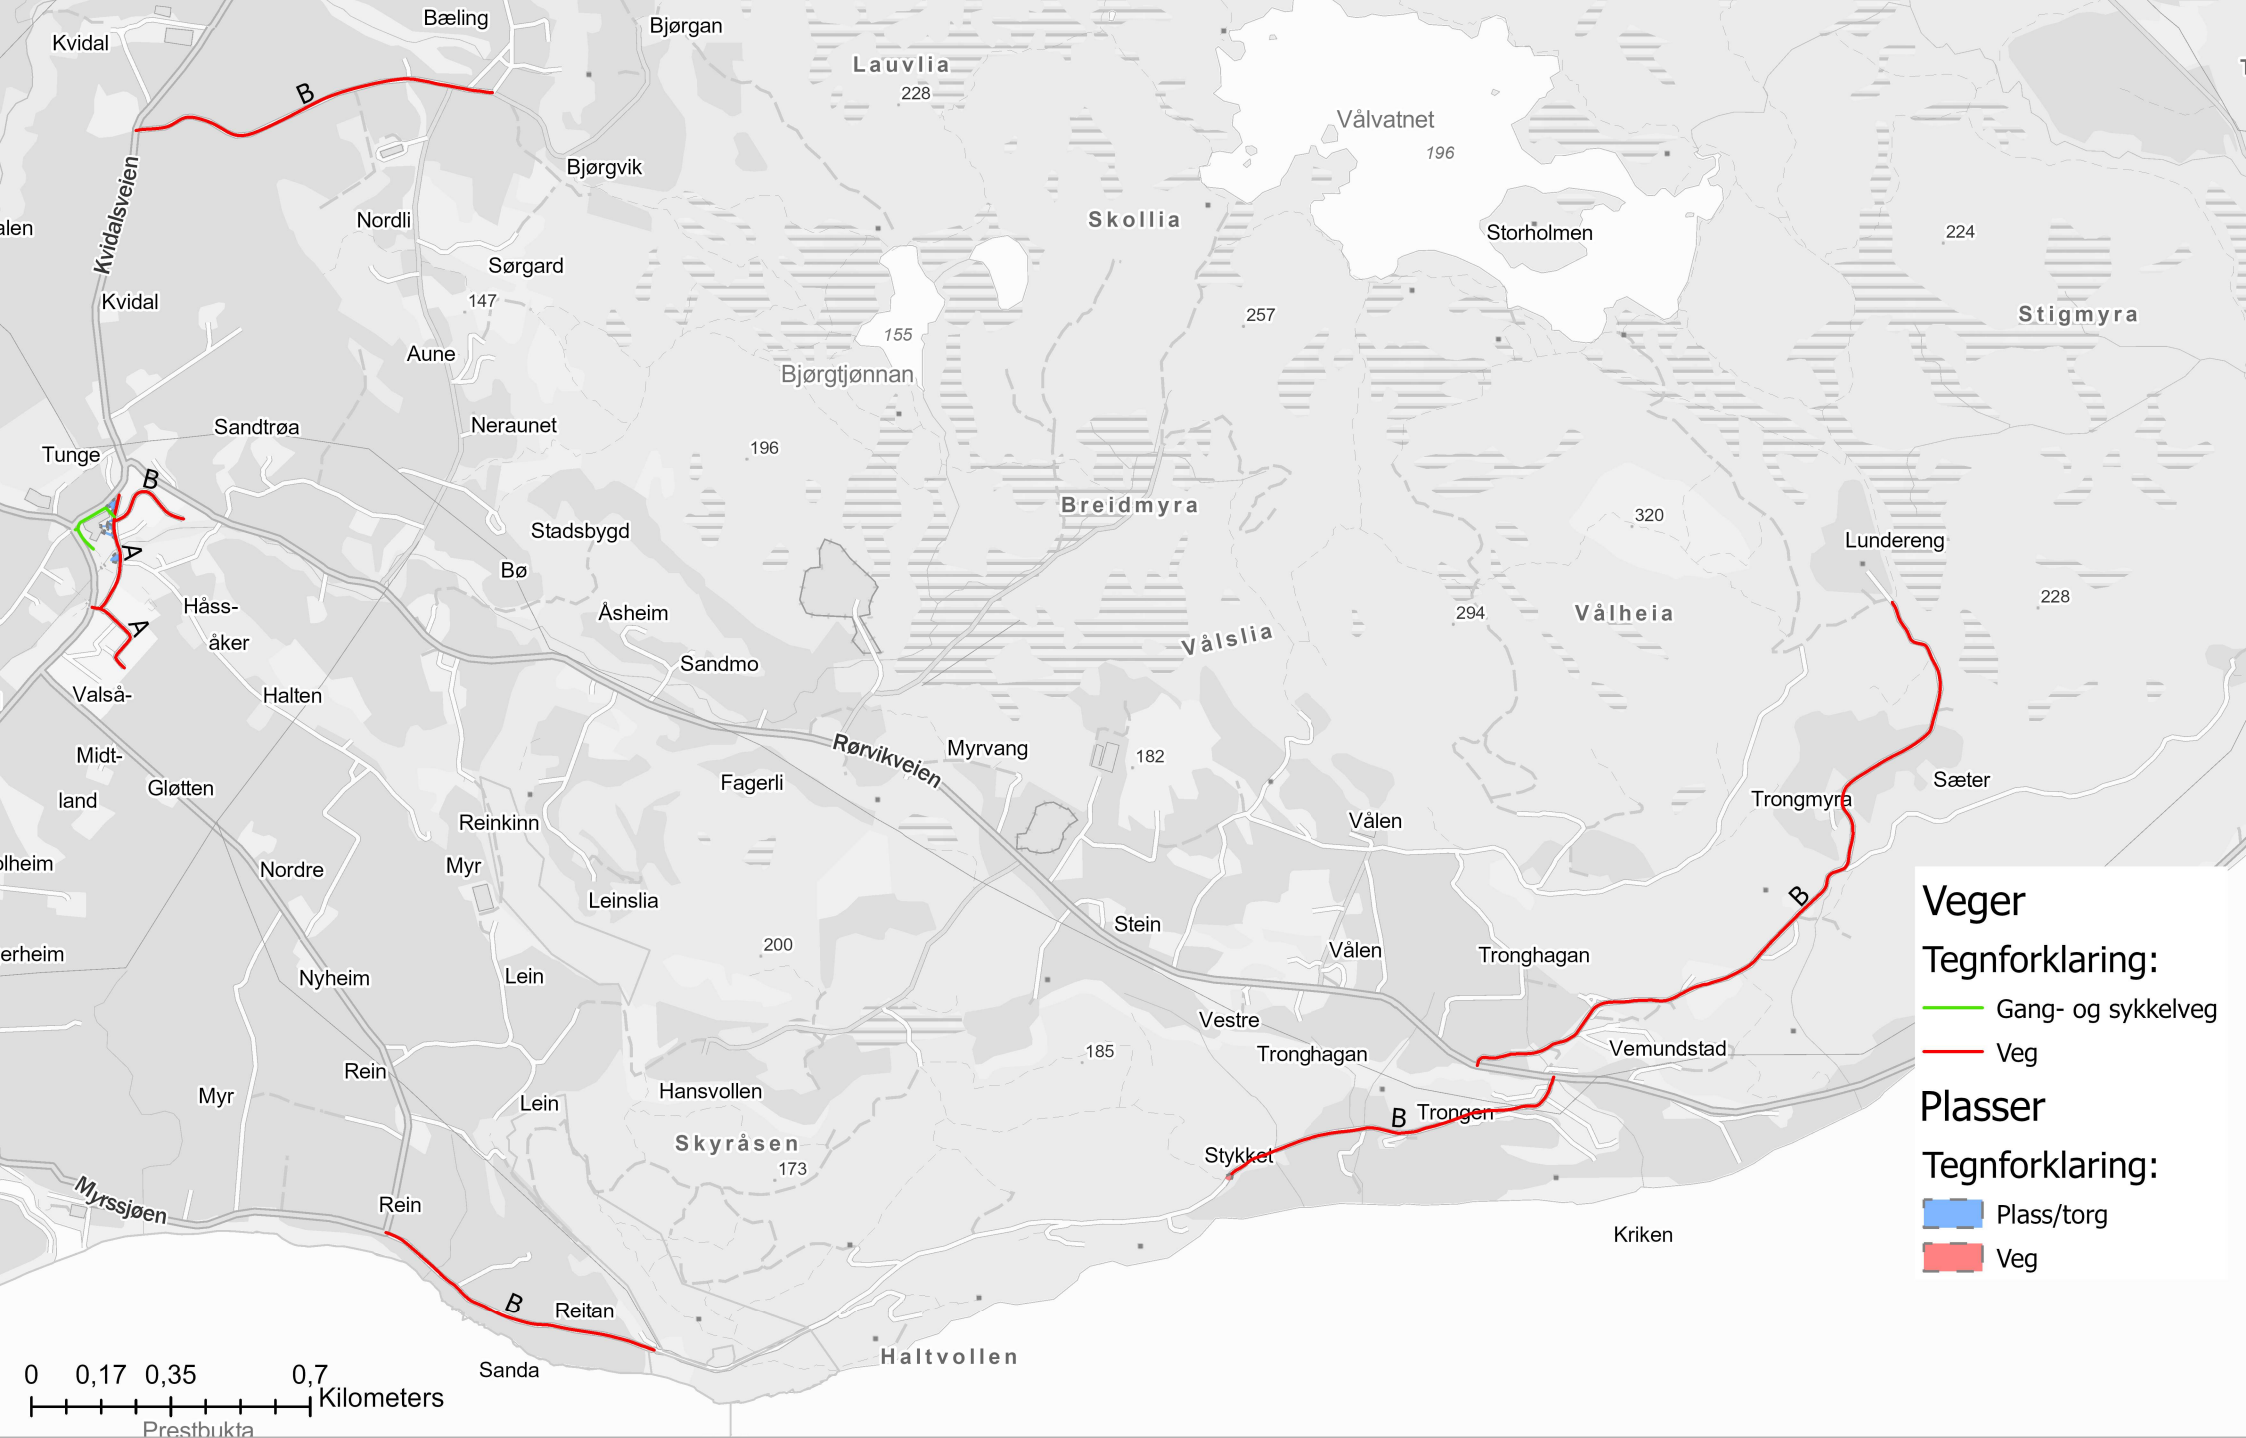 Kvidal
Bæling
Bjørgan
Lauvlia
228
B
Vålvatnet
196
Kvidalsveien
Bjørgvik
alen
Nordli
Skollia
Storholmen
224
Sørgard
147
Kvidal
257
Stigmyra
155
Aune
Bjørgtjønnan
Sandtrøa
Neraunet
Tunge
196
B
Breidmyra
320
Stadsbygd
Lundereng
A
Bø
228
Håss-
åker
Åsheim
294
Vålheia
A
Vålslia
Sandmo
Valså-
Halten
Rørvikveien
Myrvang
182
Midt-
land
Gløtten
Fagerli
Sæter
Trongmyra
Reinkinn
Vålen
olheim
Nordre
Myr
Leinslia
B
Stein
200
Vålen
Tronghagan
erheim
Nyheim
Lein
Vestre
Tronghagan
185
Vemundstad
Rein
Myr
Hansvollen
Lein
B
Trongen
Skyråsen
173
Stykket
Myrssjøen
Rein
Kriken
B
Reitan
Sanda
Haltvollen
Veger
Tegnforklaring:
Gang- og sykkelveg
Veg
Plasser
Tegnforklaring:
Plass/torg
Veg
0 0,17 0,35 0,7
Kilometers
Prestbukta